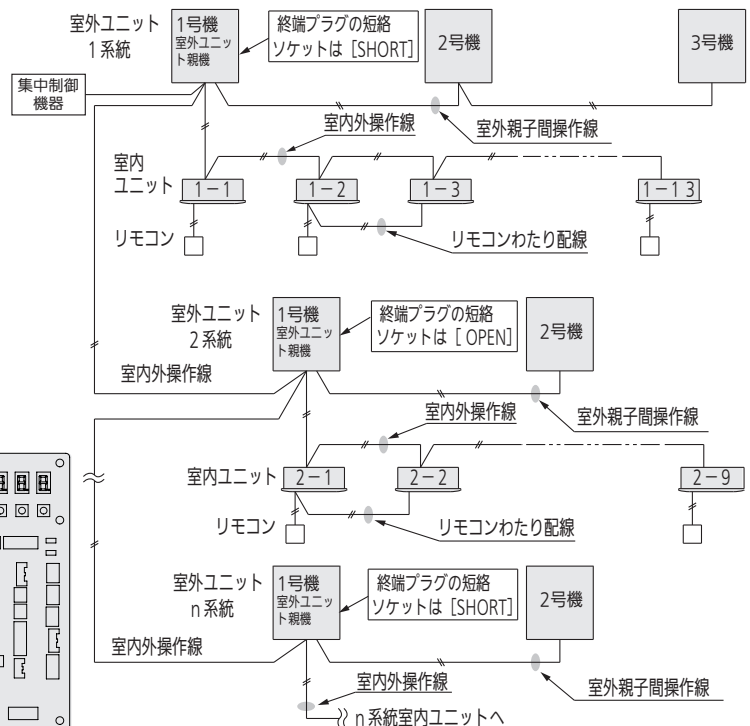 室外ユニット
1系統
1号機
室外ユニッ
ト親機
終端プラグの短絡
ソケットは［SHORT］
2号機
3号機
集中制御
機器
室内外操作線
室外親子間操作線
室内
ユニット
1－1
1－2
1－3
1－13
リモコン
リモコンわたり配線
室外ユニット
2系統
1号機
室外ユニッ
ト親機
終端プラグの短絡
ソケットは［ OPEN］
2号機
室内外操作線
室内外操作線
室外親子間操作線
室内ユニット
2－1
2－2
2－9
リモコン
リモコンわたり配線
室外ユニット
n系統
1号機
室外ユニッ
ト親機
終端プラグの短絡
ソケットは［SHORT］
2号機
室内外操作線
室内外操作線
室外親子間操作線
n系統室内ユニットへ